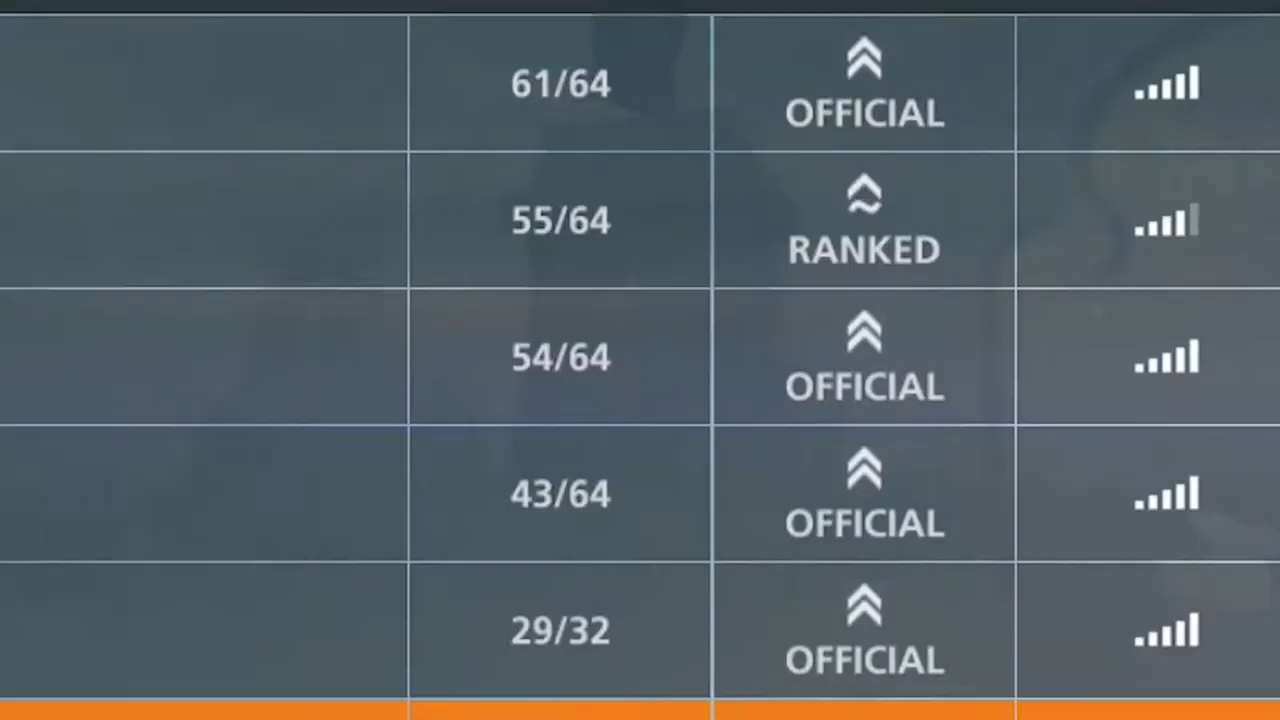 61/64
OFFICIAL
55/64
RANKED
54/64
OFFICIAL
43/64
OFFICIAL
29/32
OFFICIAL